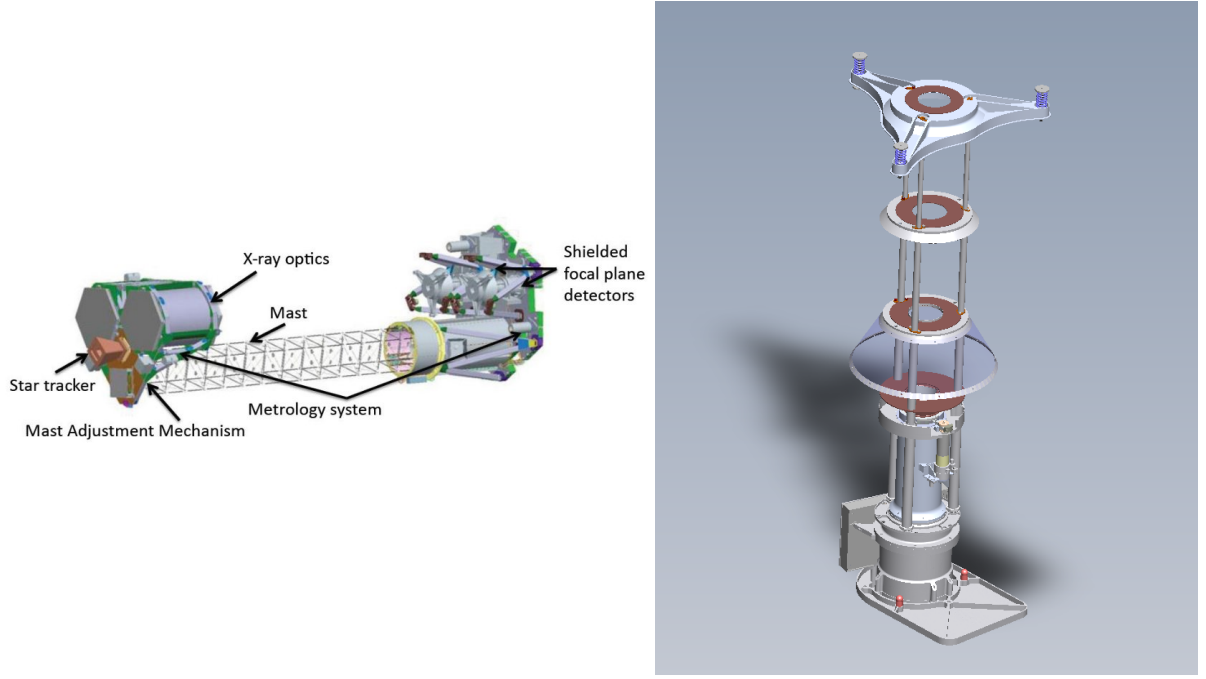 X-ray optics
Shielded
focal plane
detectors
Mast
Star tracker
Metrology system
Mast Adjustment Mechanism